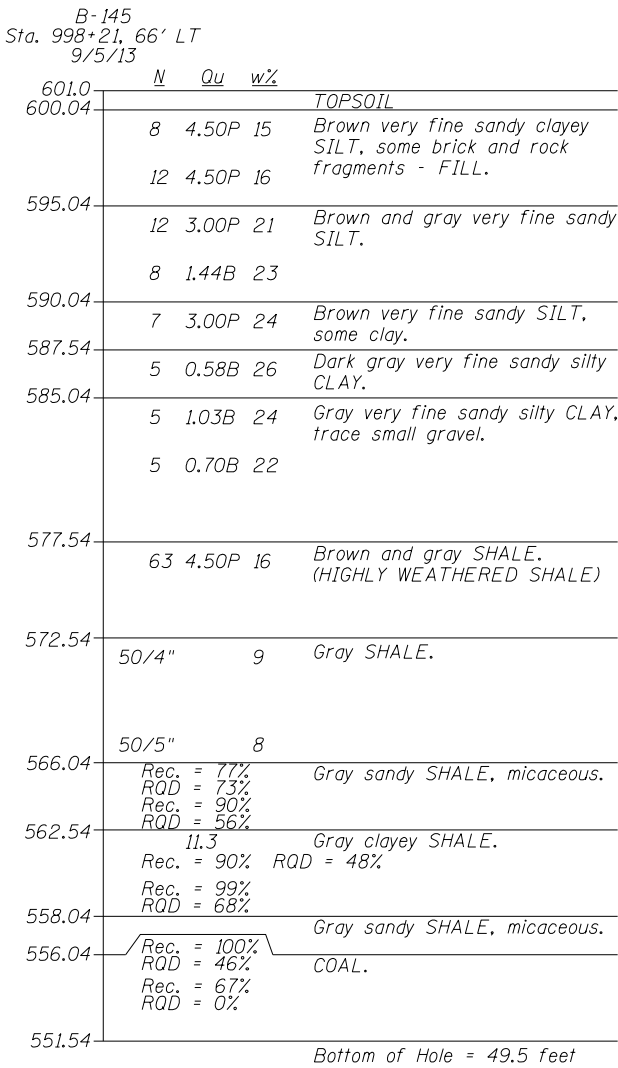 B-145
Sta. 998+21, 66' LT
9/5/13
N Qu w%
601.0
TOPSOIL
600.04
8 4.50P 15 Brown very fine sandy clayey
SILT, some brick and rock
fragments - FILL.
12 4.50P 16
595.04
12 3.00P 21 Brown and gray very fine sandy
SILT.
8 1.44B 23
590.04
7 3.00P 24 Brown very fine sandy SILT,
some clay.
587.54
5 0.58B 26 Dark gray very fine sandy silty
CLAY.
585.04
5 1.03B 24 Gray very fine sandy silty CLAY,
trace small gravel.
5 0.70B 22
577.54
63 4.50P 16 Brown and gray SHALE.
(HIGHLY WEATHERED SHALE)
572.54
50/4" 9 Gray SHALE.
50/5" 8
566.04
Rec. = 77% Gray sandy SHALE, micaceous.
RQD = 73%
Rec. = 90%
RQD = 56%
562.54
11.3 Gray clayey SHALE.
Rec. = 90% RQD = 48%
Rec. = 99%
RQD = 68%
558.04
Gray sandy SHALE, micaceous.
Rec. = 100%
556.04
RQD = 46% COAL.
Rec. = 67%
RQD = 0%
551.54
Bottom of Hole = 49.5 feet